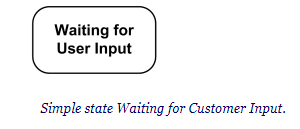 Waiting for
User Input
Simple state Waiting for Customer Input.